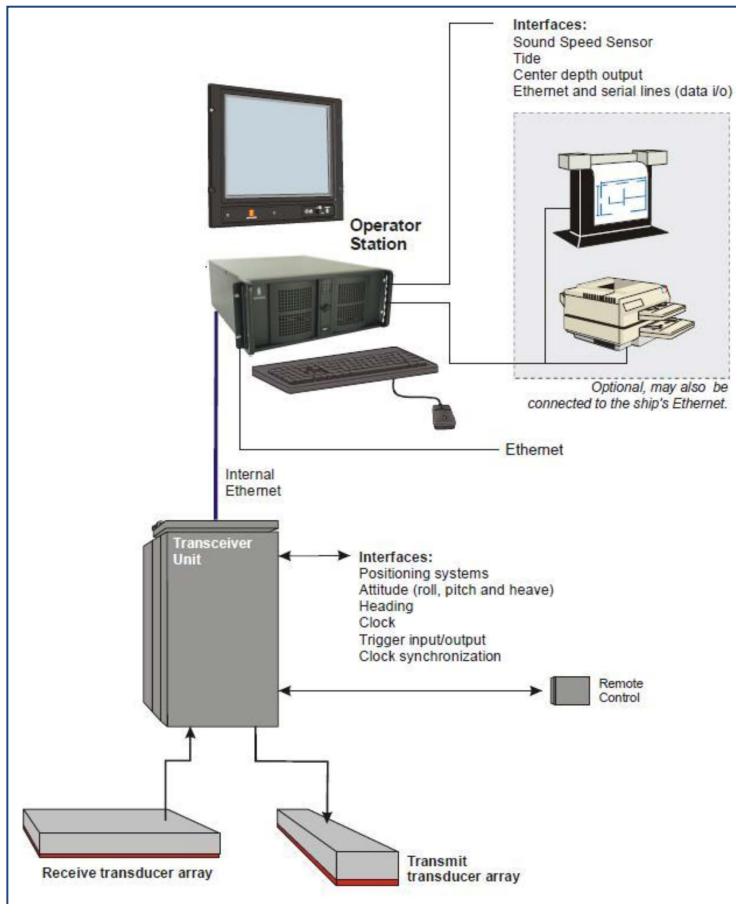 Interfaces:
Sound Speed Sensor
Tide
Center depth output
Ethernet and serial lines (data i/o)
Operator
Station
Optional, may also be
connected to the ship's Ethernet.
Ethernet
Internal
Ethernet
Transceiver
Unit
Interfaces:
Positioning systems
Attitude (roll, pitch and heave)
Heading
Clock
Trigger input/output
Clock synchronization
Remote
Control
Receive transducer array
Transmit
transducer array